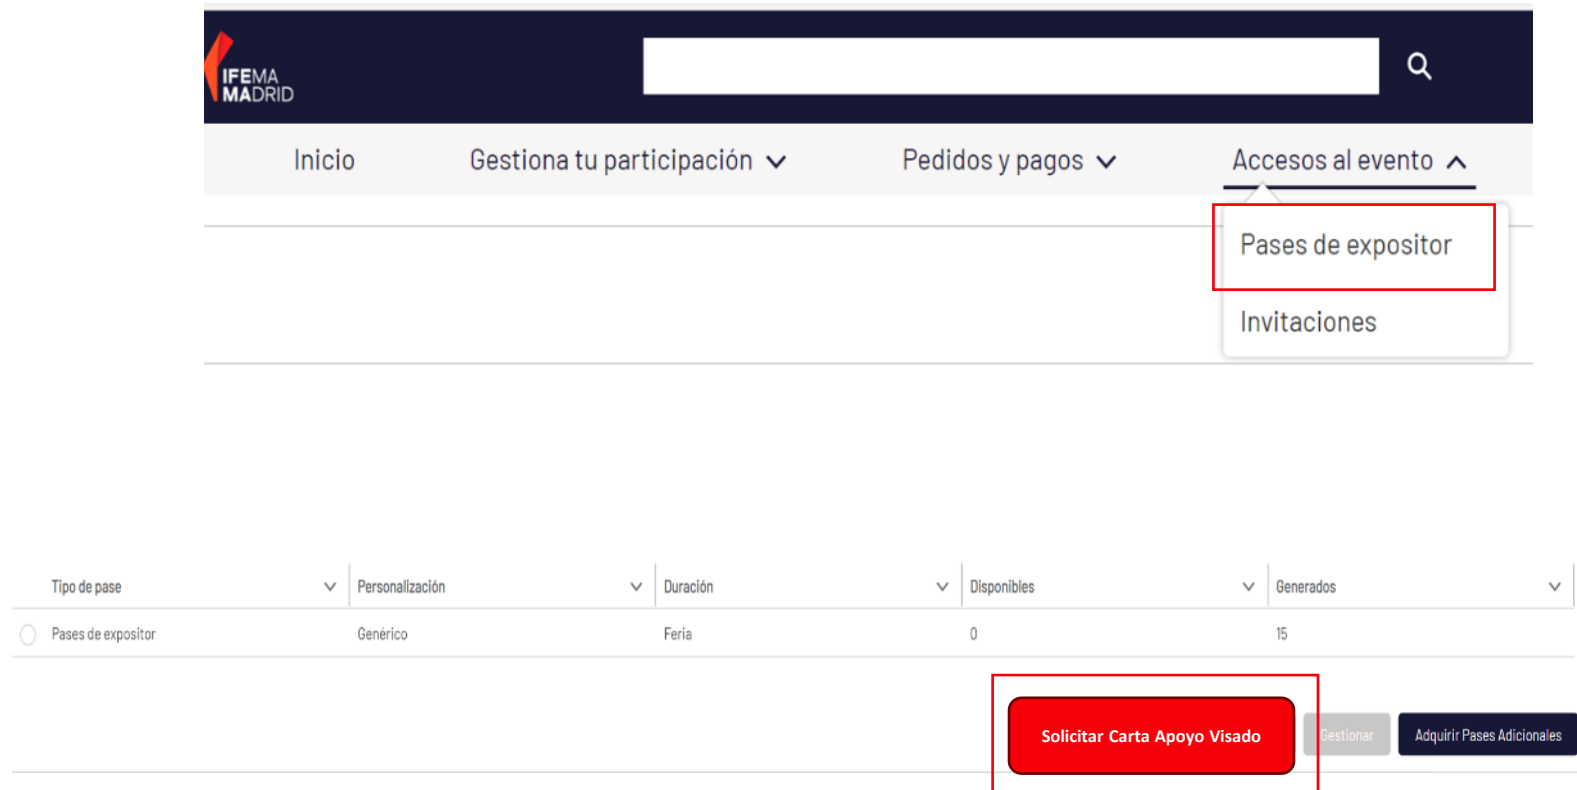 IFEMA
MADRID
Inicio Gestiona tu participación Pedidos y pagos Accesos al evento
Pases de expositor
Invitaciones
Tipo de pase Personalización Duración Disponibles Generados
Pases de expositor Genérico Feria 0 15
Solicitar Carta Apoyo Visado Gestionar Adquirir Pases Adicionales